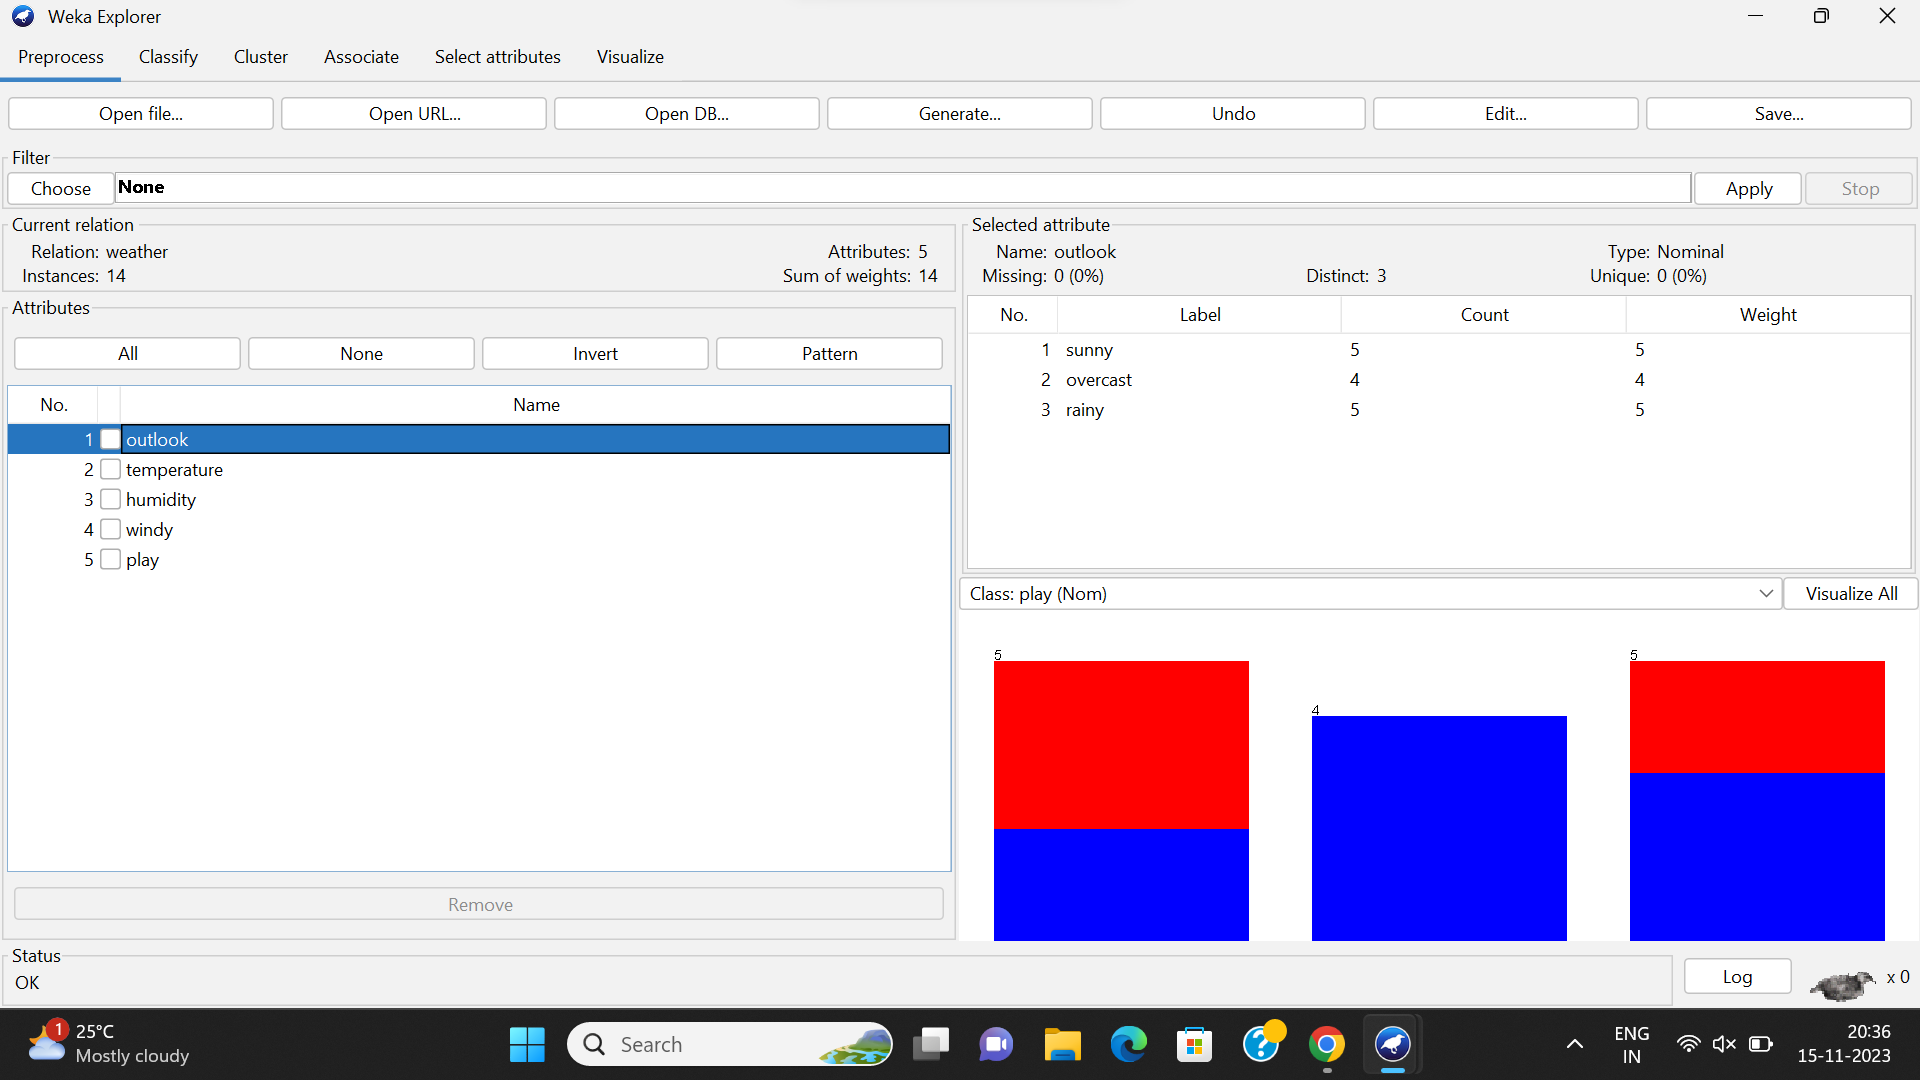 Weka Explorer
Preprocess Classify Cluster Associate Select attributes Visualize
Open file... Open URL... Open DB... Generate... Undo Edit... Save...
Filter
Choose None Apply Stop
Current relation
Relation: weather Attributes: 5
Instances: 14 Sum of weights: 14
Attributes
All None Invert Pattern
No. Name
1 outlook
2 temperature
3 humidity
4 windy
5 play
Remove
Selected attribute
Name: outlook Type: Nominal
Missing: 0 (0%) Distinct: 3 Unique: 0 (0%)
No. Label Count Weight
1 sunny 5 5
2 overcast 4 4
3 rainy 5 5
Class: play (Nom) Visualize All
5 4 5
Status
OK
Log x 0
1 25°C
Mostly cloudy
Search
ENG
IN
20:36
15-11-2023